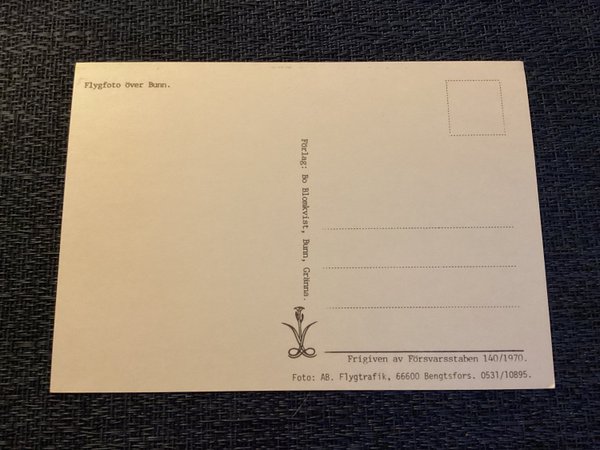 Flygfoto över Bunn.
Förlag: Bo Blomkvist, Bunn, Gränna.
Frigiven av Försvarsstaben 140/1970.
Foto: AB. Flygtrafik, 66600 Bengtsfors. 0531/10895.